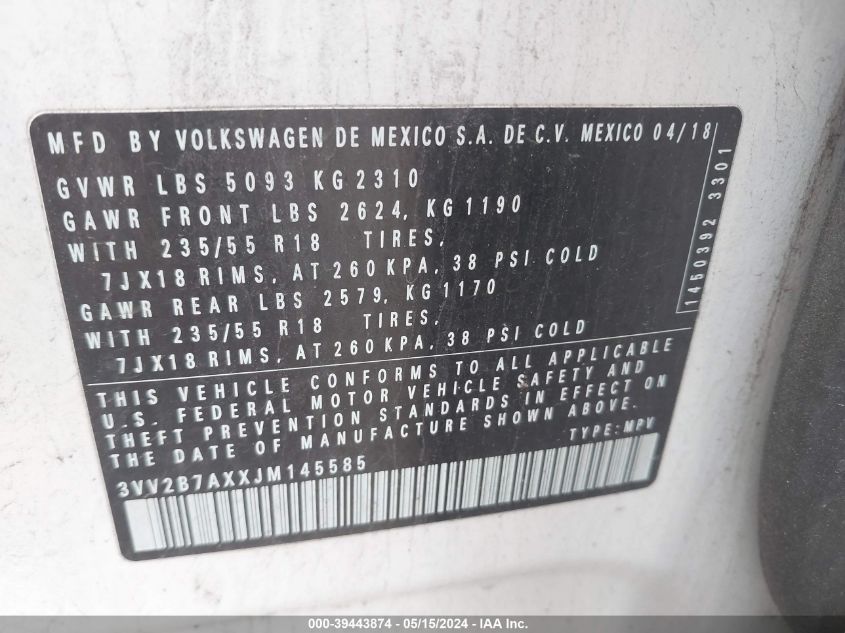 MFD BY VOLKSWAGEN DE MEXICO S.A. DE C.V. MEXICO 04/18
GVWR LBS 5093 KG 2310
GAWR FRONT LBS 2624, KG 1190
WITH 235/55 R18 TIRES,
7JX18 RIMS, AT 260 KPA, 38 PSI COLD
GAWR REAR LBS 2579, KG 1170
WITH 235/55 R18 TIRES,
7JX18 RIMS, AT 260 KPA, 38 PSI COLD
1450392 3301
THIS VEHICLE CONFORMS TO ALL APPLICABLE
U.S. FEDERAL MOTOR VEHICLE SAFETY AND
THEFT PREVENTION STANDARDS IN EFFECT ON
THE DATE OF MANUFACTURE SHOWN ABOVE.
3VV2B7AXXJM145585 TYPE:MPV
000-39443874 - 05/15/2024 - IAA Inc.